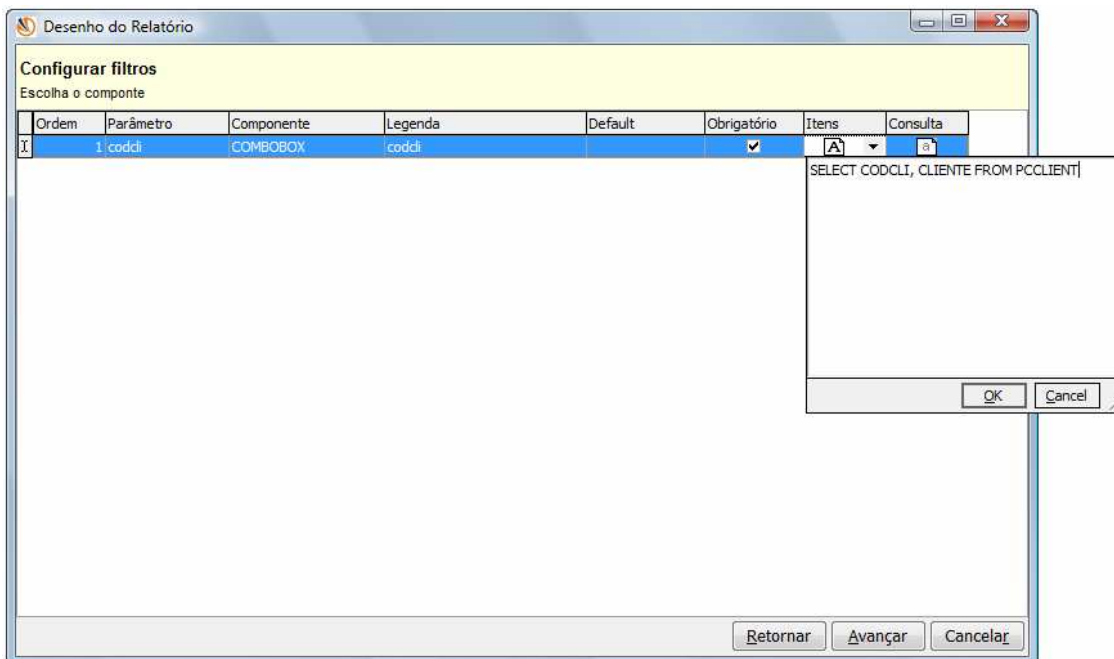 Desenho do Relatório
Configurar filtros
Escolha o componte
Ordem Parâmetro Componente Legenda Default Obrigatório Itens Consulta
1 codcli COMBOBOX codcli
SELECT CODCLI, CLIENTE FROM PCCLIENT
OK Cancel
Retornar Avançar Cancelar